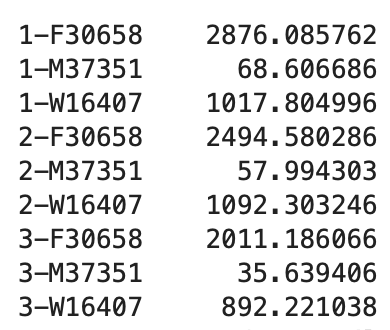 1-F30658 2876.085762
1-M37351 68.606686
1-W16407 1017.804996
2-F30658 2494.580286
2-M37351 57.994303
2-W16407 1092.303246
3-F30658 2011.186066
3-M37351 35.639406
3-W16407 892.221038